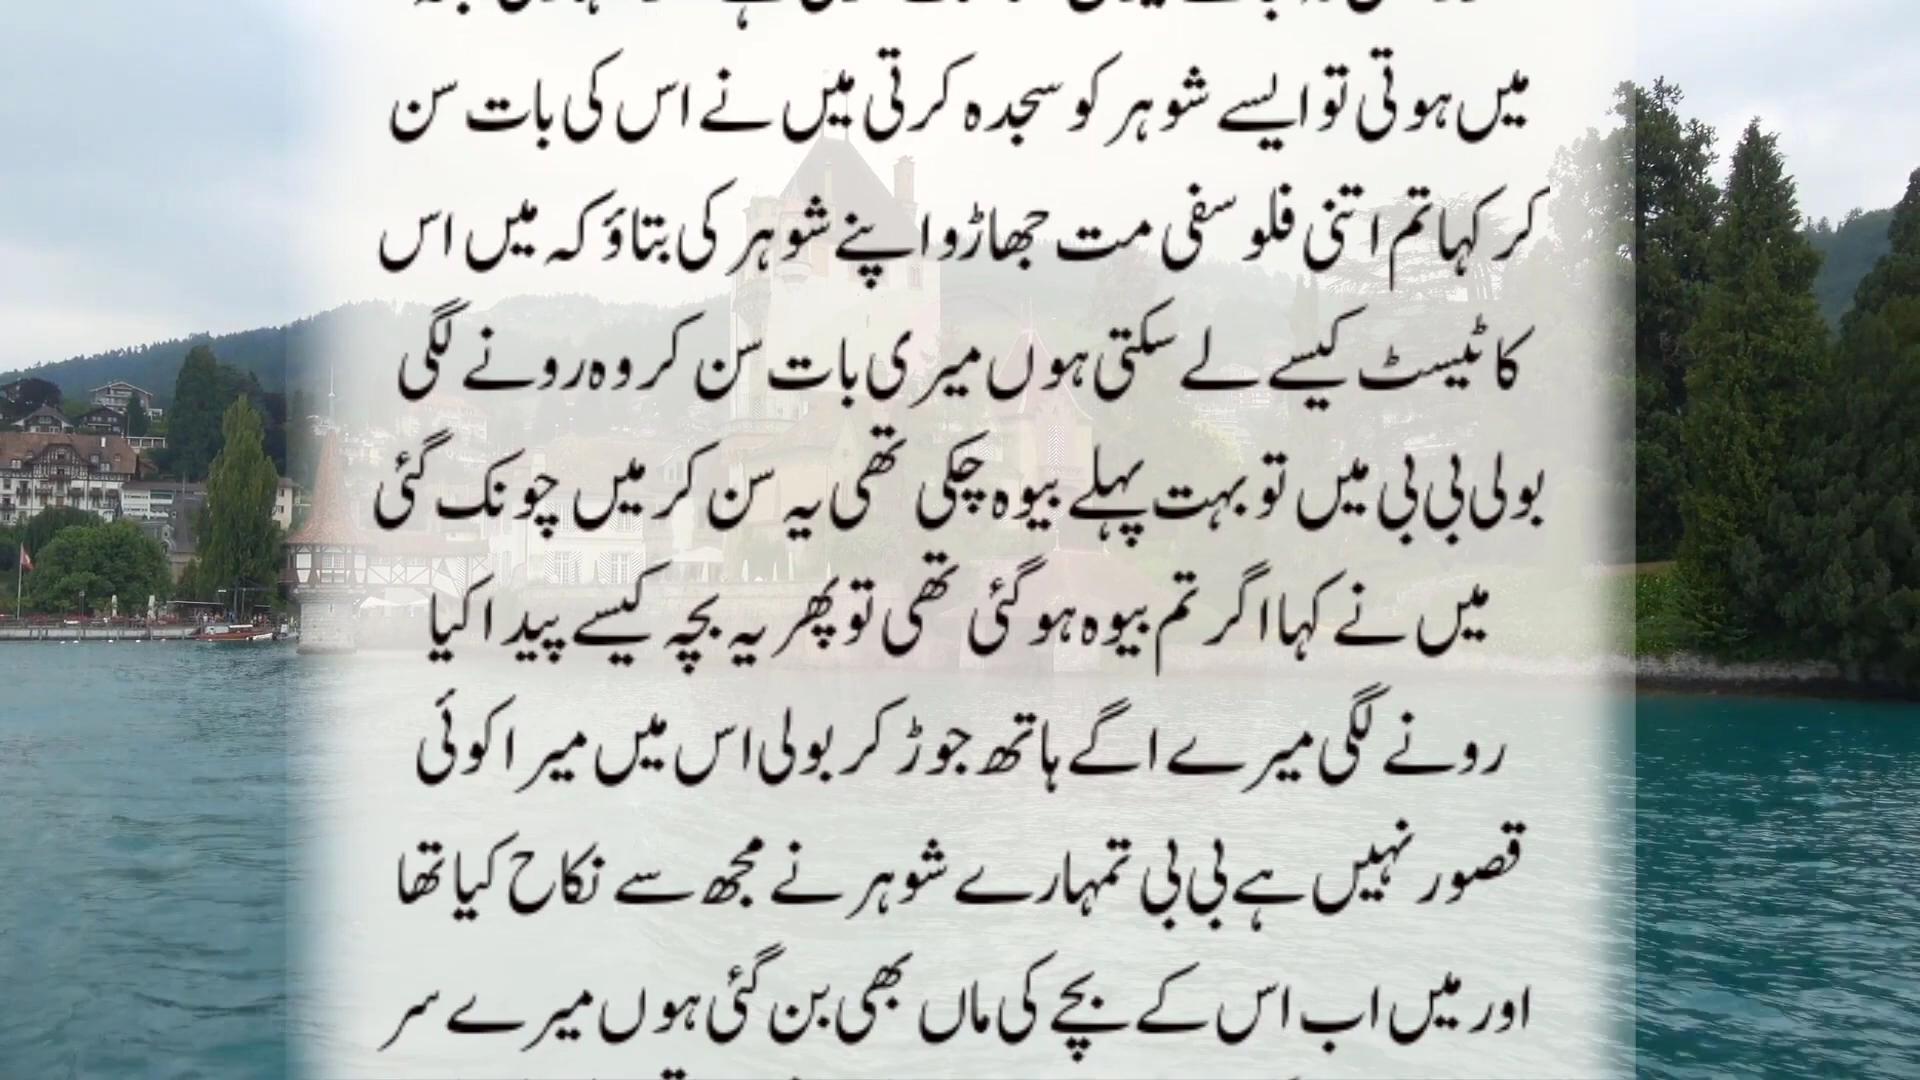 میں ہوتی تو ایسے شوہر کو سجدہ کرتی میں نے اس کی بات سن
کر کہا تم اتنی فلوسفی مت جھاڑو اپنے شوہر کی بتاؤ کہ میں اس
کا ٹیسٹ کیسے لے سکتی ہوں میری بات سن کر وہ رونے لگی
بولی بی بی میں تو بہت پہلے بیوہ چکی تھی یہ سن کر میں چونک گئی
میں نے کہا اگر تم بیوہ ہو گئی تھی تو پھر یہ بچہ کیسے پیدا کیا
رونے لگی میرے اگے ہاتھ جوڑ کر بولی اس میں میرا کوئی
قصور نہیں ہے بی بی تمہارے شوہر نے مجھ سے نکاح کیا تھا
اور میں اب اس کے بچے کی ماں بھی بن گئی ہوں میرے سر